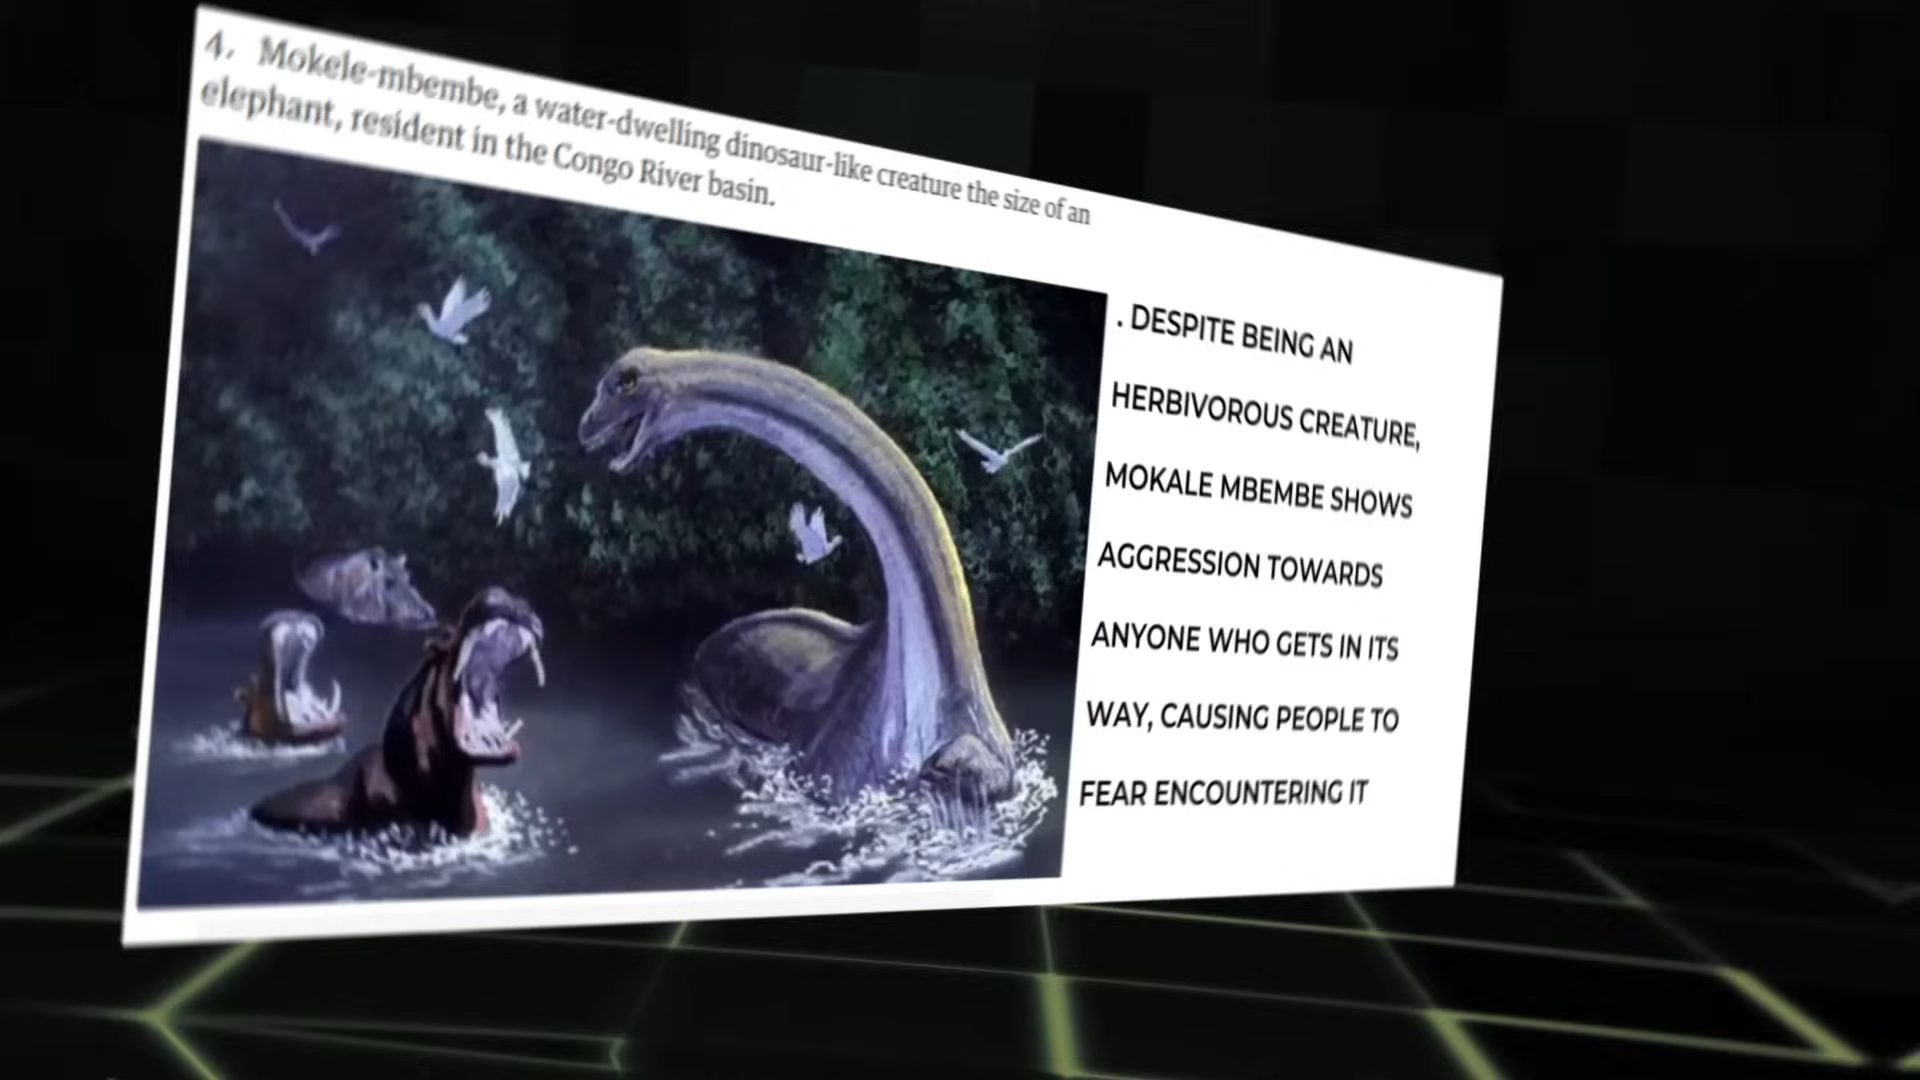 4. Mokele-mbembe, a water-dwelling dinosaur-like creature the size of an
elephant, resident in the Congo River basin.
. DESPITE BEING AN
HERBIVOROUS CREATURE,
MOKALE MBEMBE SHOWS
AGGRESSION TOWARDS
ANYONE WHO GETS IN ITS
WAY, CAUSING PEOPLE TO
FEAR ENCOUNTERING IT